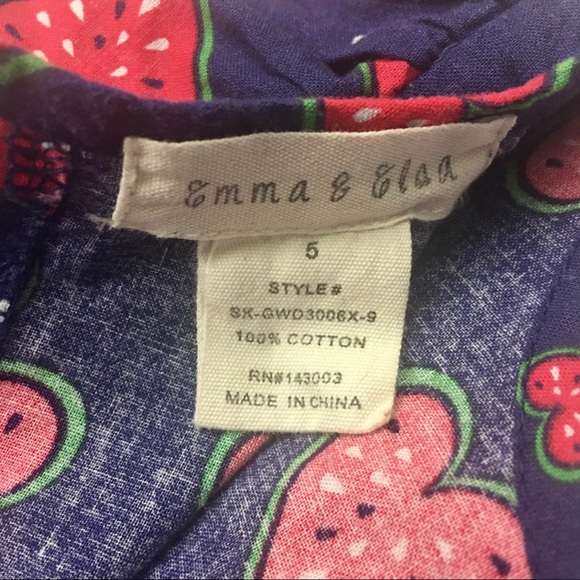 Emma & Elsa
5
STYLE#
SK-GWD3006X-9
100% COTTON
RN#143003
MADE IN CHINA